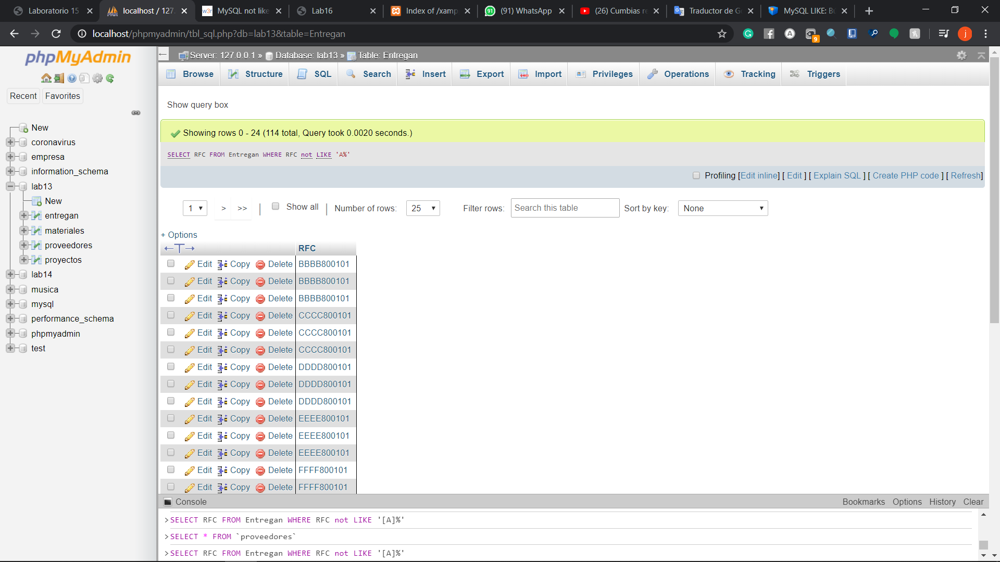 Laboratorio 15
localhost / 127.
w3r MySQL not like
Lab16
Index of /xamp
(91) WhatsApp
(26) Cumbias re
Traductor de Go
MySQL LIKE: Bu
localhost/phpmyadmin/tbl_sql.php?db=lab13&table=Entregan
9
j
phpMyAdmin
Recent Favorites
New
coronavirus
empresa
information_schema
lab13
New
entregan
materiales
proveedores
proyectos
lab14
musica
mysql
performance_schema
phpmyadmin
test
Server: 127.0.0.1 » Database: lab13 » Table: Entregan
Browse Structure SQL Search Insert Export Import Privileges Operations Tracking Triggers
Show query box
Showing rows 0 - 24 (114 total, Query took 0.0020 seconds.)
SELECT RFC FROM Entregan WHERE RFC not LIKE 'A%'
Profiling [Edit inline] [ Edit ] [ Explain SQL ] [ Create PHP code ] [ Refresh]
1 > >> | Show all | Number of rows: 25 Filter rows: Search this table Sort by key: None
+ Options
←T→ RFC
Edit Copy Delete BBBB800101
Edit Copy Delete BBBB800101
Edit Copy Delete BBBB800101
Edit Copy Delete CCCC800101
Edit Copy Delete CCCC800101
Edit Copy Delete CCCC800101
Edit Copy Delete DDDD800101
Edit Copy Delete DDDD800101
Edit Copy Delete DDDD800101
Edit Copy Delete EEEE800101
Edit Copy Delete EEEE800101
Edit Copy Delete EEEE800101
Edit Copy Delete FFFF800101
Edit Copy Delete FFFF800101
Console Bookmarks Options History Clear
>SELECT RFC FROM Entregan WHERE RFC not LIKE '[A]%'
>SELECT * FROM `proveedores`
>SELECT RFC FROM Entregan WHERE RFC not LIKE '[A]%'